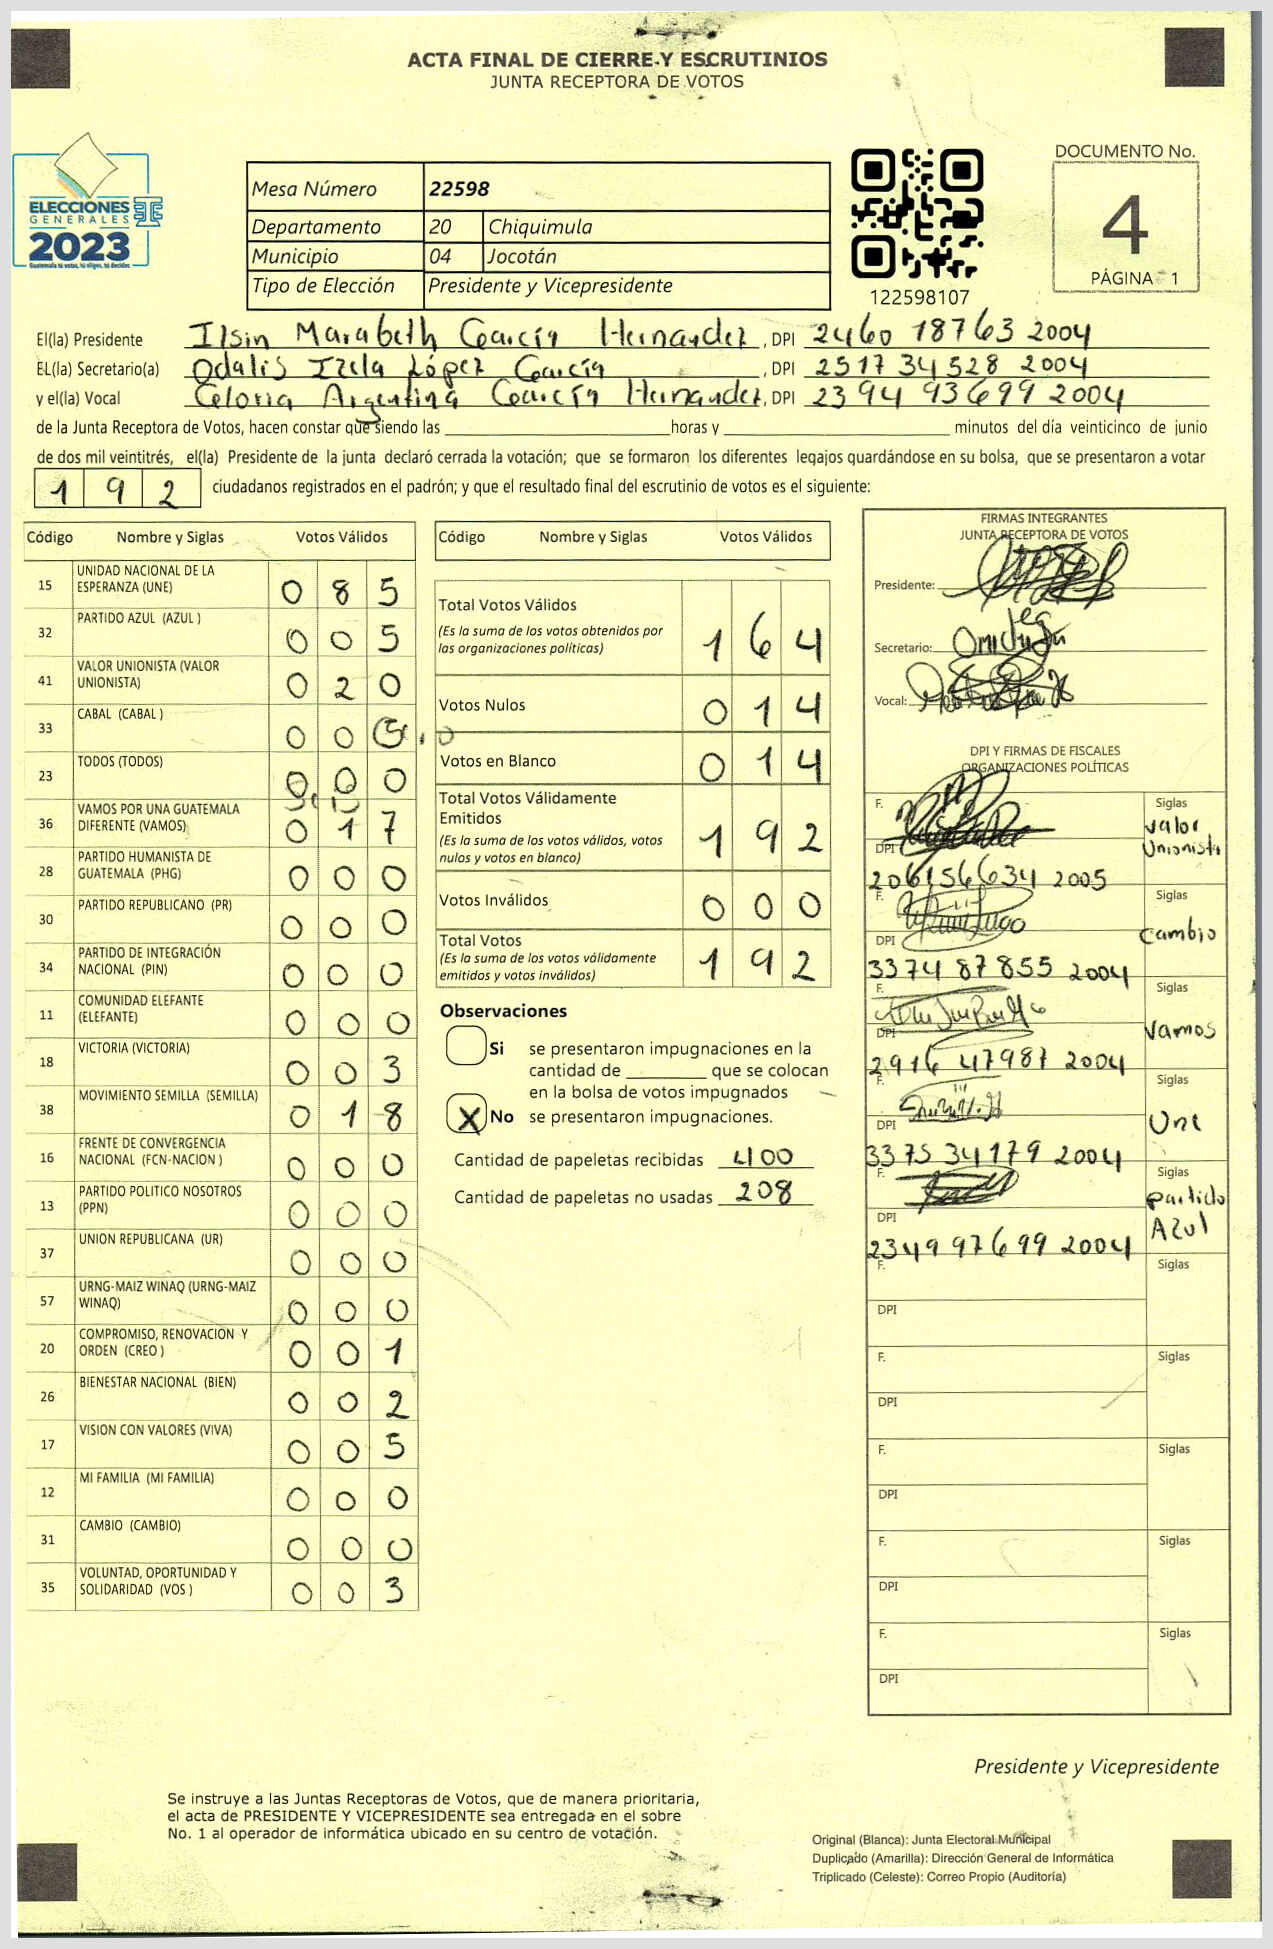 ACTA FINAL DE CIERRE Y ESCRUTINIOS
JUNTA RECEPTORA DE VOTOS
ELECCIONES
GENERALES
2023
Guatemala tú votas, tú eliges, tú decides
Mesa Número 22598
Departamento 20 Chiquimula
Municipio 04 Jocotán
Tipo de Elección Presidente y Vicepresidente
122598107
DOCUMENTO No.
4
PÁGINA 1
El(la) Presidente Ilsin Marabeth García Hernandez, DPI 2460 18763 2004
EL(la) Secretario(a) Odalis Izela López García, DPI 2517 34528 2004
y el(la) Vocal Gloria Argentina García Hernandez, DPI 2394 93699 2004
de la Junta Receptora de Votos, hacen constar que siendo las horas y minutos del día veinticinco de junio
de dos mil veintitrés, el(la) Presidente de la junta declaró cerrada la votación; que se formaron los diferentes legajos guardándose en su bolsa, que se presentaron a votar
1 9 2 ciudadanos registrados en el padrón; y que el resultado final del escrutinio de votos es el siguiente:
Código Nombre y Siglas Votos Válidos
15 UNIDAD NACIONAL DE LA ESPERANZA (UNE) 0 8 5
32 PARTIDO AZUL (AZUL ) 0 0 5
41 VALOR UNIONISTA (VALOR UNIONISTA) 0 2 0
33 CABAL (CABAL ) 0 0 5
23 TODOS (TODOS) 0 0 0
36 VAMOS POR UNA GUATEMALA DIFERENTE (VAMOS) 0 1 7
28 PARTIDO HUMANISTA DE GUATEMALA (PHG) 0 0 0
30 PARTIDO REPUBLICANO (PR) 0 0 0
34 PARTIDO DE INTEGRACIÓN NACIONAL (PIN) 0 0 0
11 COMUNIDAD ELEFANTE (ELEFANTE) 0 0 0
18 VICTORIA (VICTORIA) 0 0 3
38 MOVIMIENTO SEMILLA (SEMILLA) 0 1 8
16 FRENTE DE CONVERGENCIA NACIONAL (FCN-NACION ) 0 0 0
13 PARTIDO POLITICO NOSOTROS (PPN) 0 0 0
37 UNION REPUBLICANA (UR) 0 0 0
57 URNG-MAIZ WINAQ (URNG-MAIZ WINAQ) 0 0 0
20 COMPROMISO, RENOVACION Y ORDEN (CREO ) 0 0 1
26 BIENESTAR NACIONAL (BIEN) 0 0 2
17 VISION CON VALORES (VIVA) 0 0 5
12 MI FAMILIA (MI FAMILIA) 0 0 0
31 CAMBIO (CAMBIO) 0 0 0
35 VOLUNTAD, OPORTUNIDAD Y SOLIDARIDAD (VOS ) 0 0 3
Código Nombre y Siglas Votos Válidos
Total Votos Válidos 1 6 4
(Es la suma de los votos obtenidos por
las organizaciones políticas)
Votos Nulos 0 1 4
Votos en Blanco 0 1 4
Total Votos Válidamente
Emitidos 1 9 2
(Es la suma de los votos válidos, votos
nulos y votos en blanco)
Votos Inválidos 0 0 0
Total Votos 1 9 2
(Es la suma de los votos válidamente
emitidos y votos inválidos)
Observaciones
Si se presentaron impugnaciones en la
cantidad de que se colocan
en la bolsa de votos impugnados
X No se presentaron impugnaciones.
Cantidad de papeletas recibidas 400
Cantidad de papeletas no usadas 208
FIRMAS INTEGRANTES
JUNTA RECEPTORA DE VOTOS
Presidente:
Secretario:
Vocal:
DPI Y FIRMAS DE FISCALES
ORGANIZACIONES POLÍTICAS
F. Siglas
Valor
Unionista
DPI
206156634 2005
F. Siglas
Cambio
DPI
3374 87855 2004
F. Siglas
Vamos
DPI
2916 47987 2004
F. Siglas
Une
DPI
3375 34179 2004
F. Siglas
partido
Azul
DPI
2349 97699 2004
F. Siglas
DPI
F. Siglas
DPI
F. Siglas
DPI
F. Siglas
DPI
F. Siglas
DPI
Presidente y Vicepresidente
Se instruye a las Juntas Receptoras de Votos, que de manera prioritaria,
el acta de PRESIDENTE Y VICEPRESIDENTE sea entregada en el sobre
No. 1 al operador de informática ubicado en su centro de votación.
Original (Blanca): Junta Electoral Municipal
Duplicado (Amarilla): Dirección General de Informática
Triplicado (Celeste): Correo Propio (Auditoría)